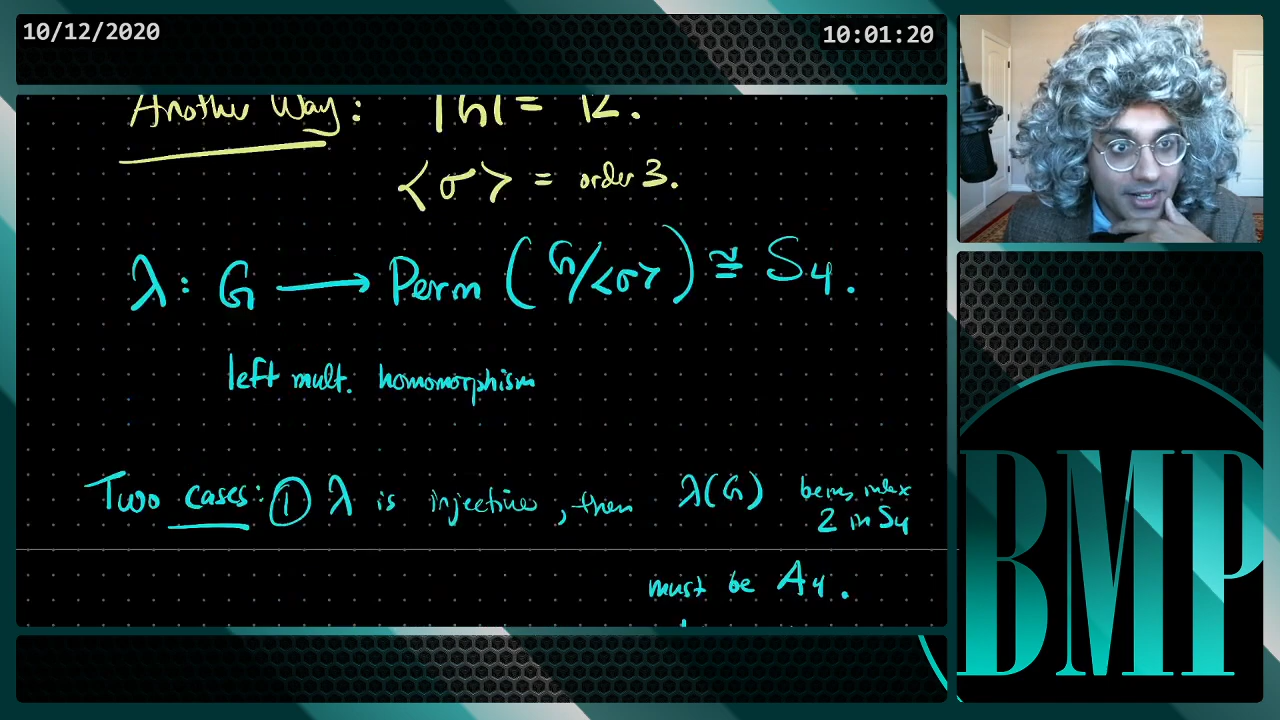 10/12/2020
10:01:20
Another Way: |G| = 12.
<σ> = order 3.
λ: G ⟶ Perm (G/<σ>) ≅ S₄.
left mult. homomorphism
Two cases: ① λ is injective, then λ(G) being index
2 in S₄
must be A₄.
BMP